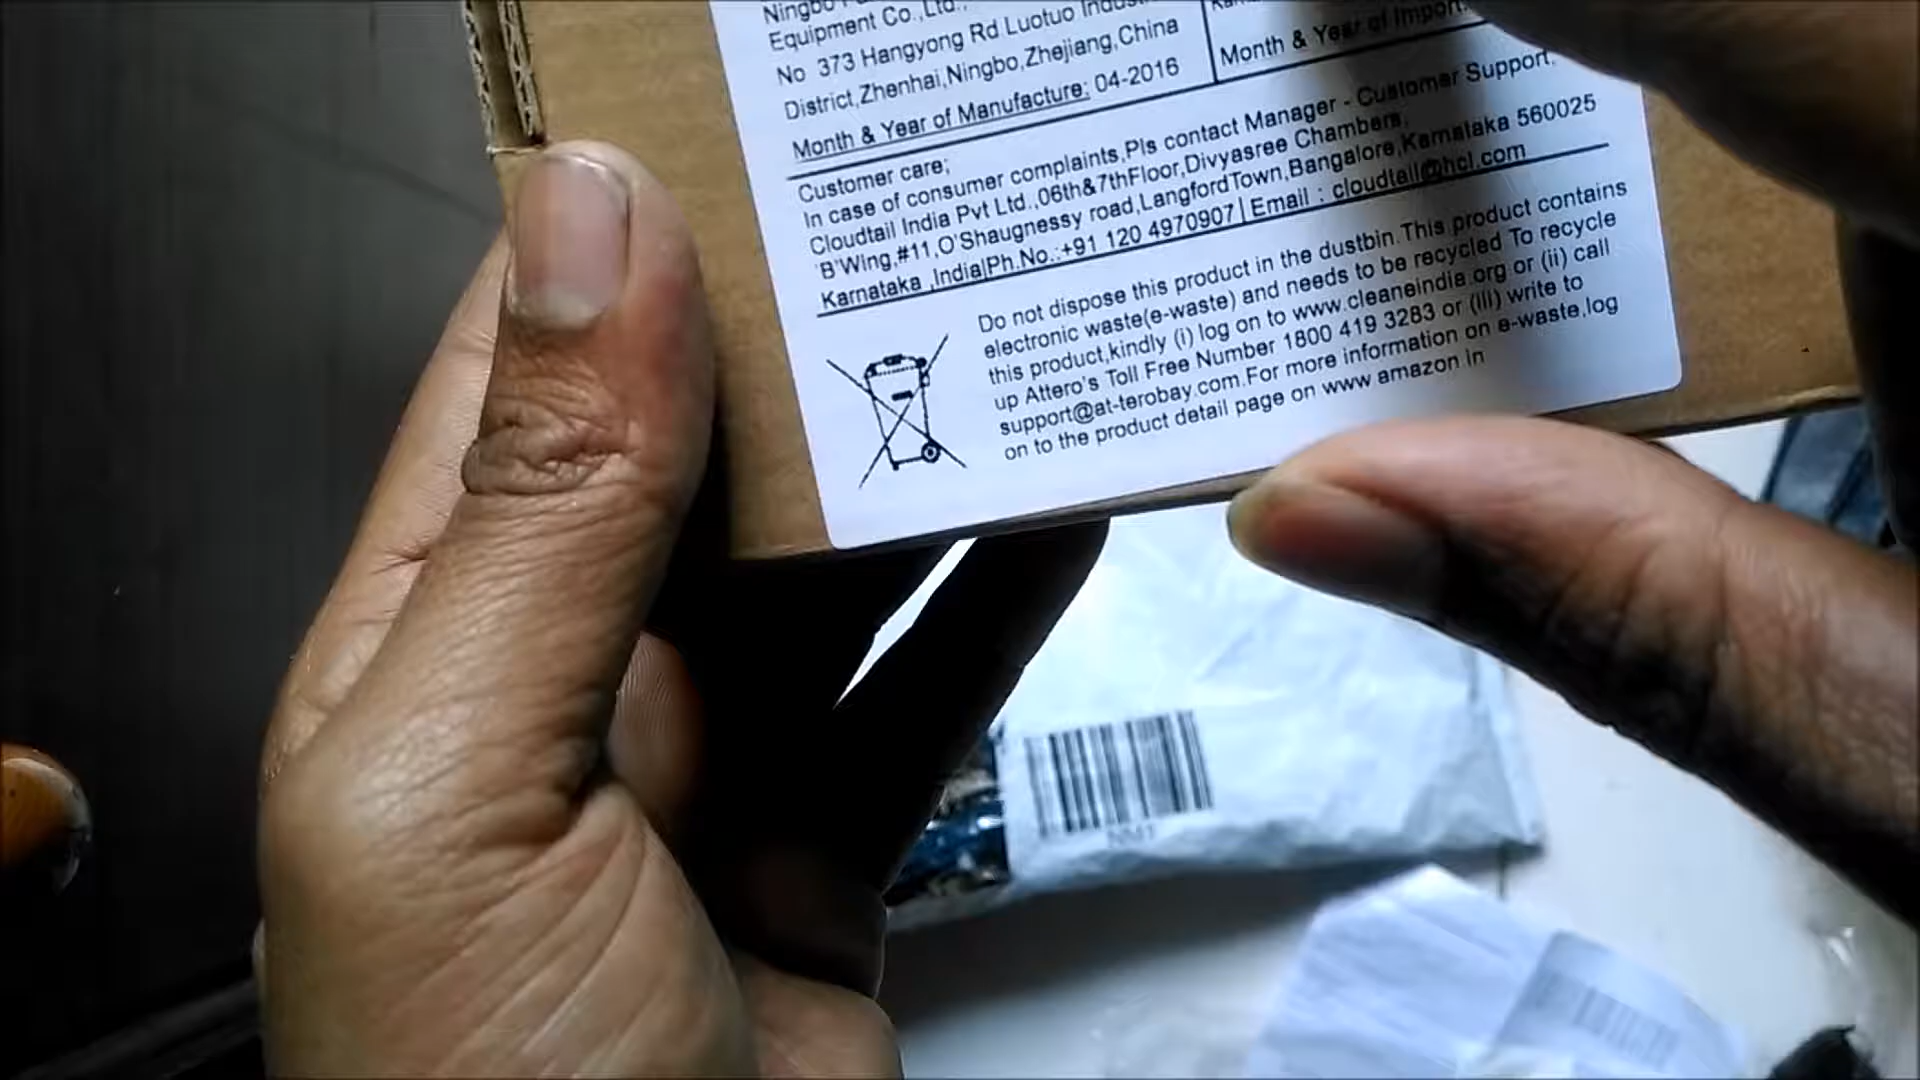 Ningbo
Equipment Co.,Ltd.,
No 373 Hangyong Rd Luotuo
District,Zhenhai,Ningbo,Zhejiang,China
Month & Year of Manufacture: 04-2016
Month & Year of Import:
Customer care;
In case of consumer complaints,Pls contact Manager - Customer Support.
Cloudtail India Pvt Ltd.,06th&7thFloor,Divyasree Chambers,
'B'Wing,#11,O'Shaugnessy road,LangfordTown,Bangalore,Karnataka 560025
Karnataka ,India|Ph.No.:+91 120 4970907|Email : cloudtail@hcl.com
Do not dispose this product in the dustbin.This product contains
electronic waste(e-waste) and needs to be recycled To recycle
this product,kindly (i) log on to www.cleaneindia.org or (ii) call
up Attero's Toll Free Number 1800 419 3283 or (iii) write to
support@at-terobay.com.For more information on e-waste,log
on to the product detail page on www amazon in